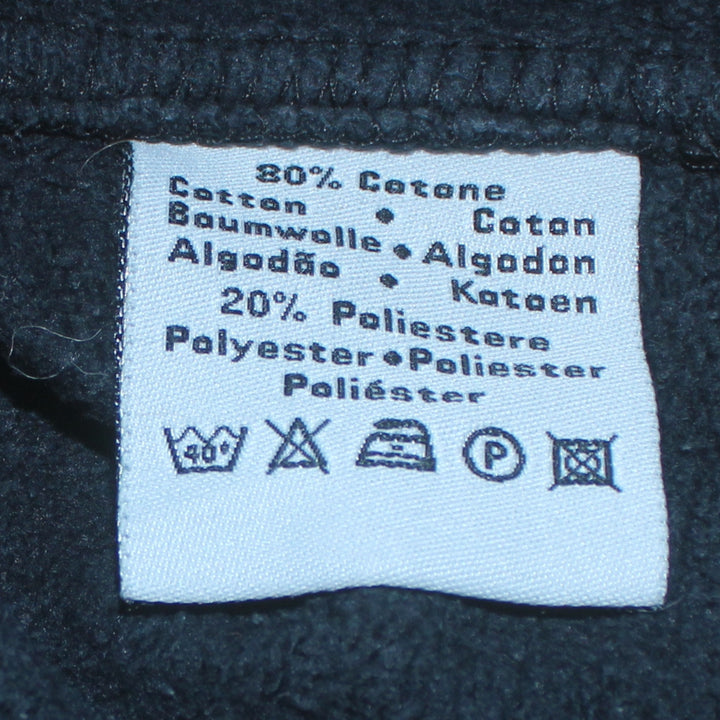 80% Cotone
Cotton • Coton
Baumwolle • Algodon
Algodão • Katoen
20% Poliestere
Polyester • Poliester
Poliéster
40° P